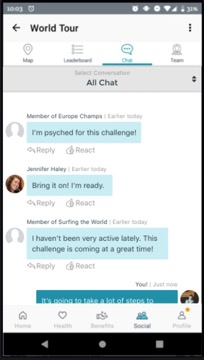 10:03
31%
World Tour
Map
Leaderboard
Chat
Team
Select Conversation
All Chat
Member of Europe Champs | Earlier today
I'm psyched for this challenge!
Reply
React
Jennifer Haley | Earlier today
Bring it on! I'm ready.
Reply
React
Member of Surfing the World | Earlier today
I haven't been very active lately. This
challenge is coming at a great time!
Reply
React
You! | Just now
It's going to take a lot of steps to
Home
Health
Benefits
Social
Profile